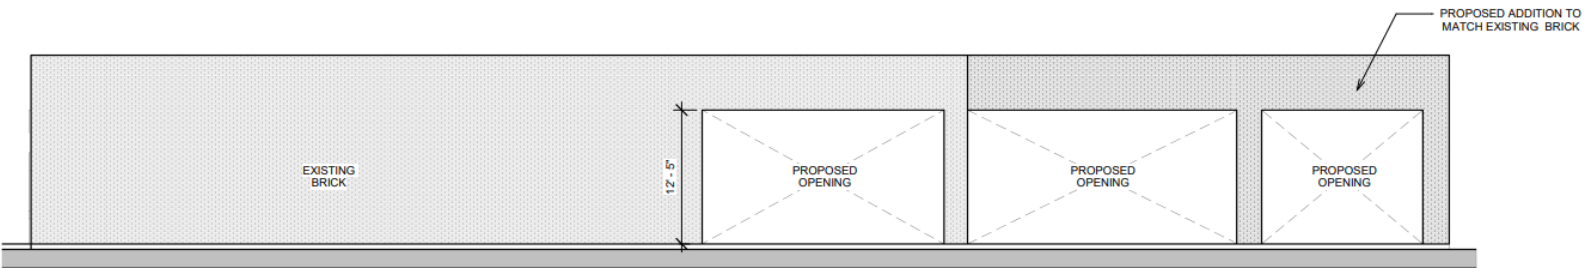 PROPOSED ADDITION TO
MATCH EXISTING BRICK
EXISTING
BRICK
12' - 5"
PROPOSED
OPENING
PROPOSED
OPENING
PROPOSED
OPENING